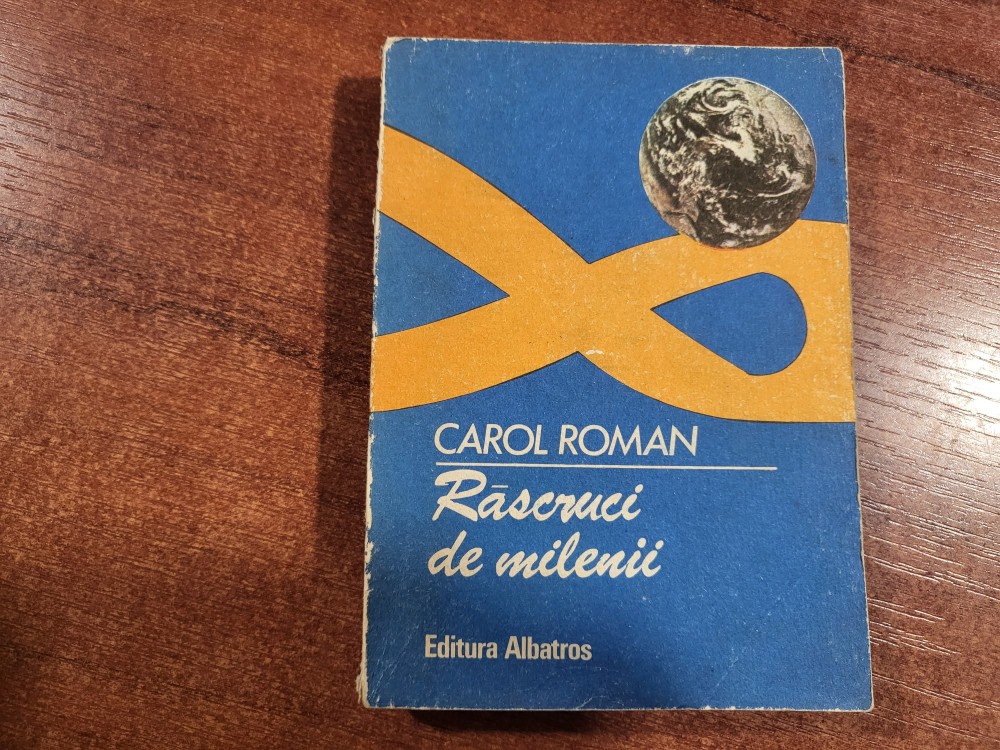 CAROL ROMAN
Răscruci
de milenii
Editura Albatros